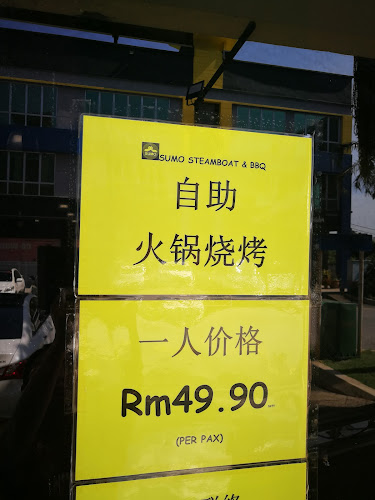 SUMO STEAMBOAT & BBQ
自助
火锅烧烤
一人价格
Rm49.90
(PER PAX)